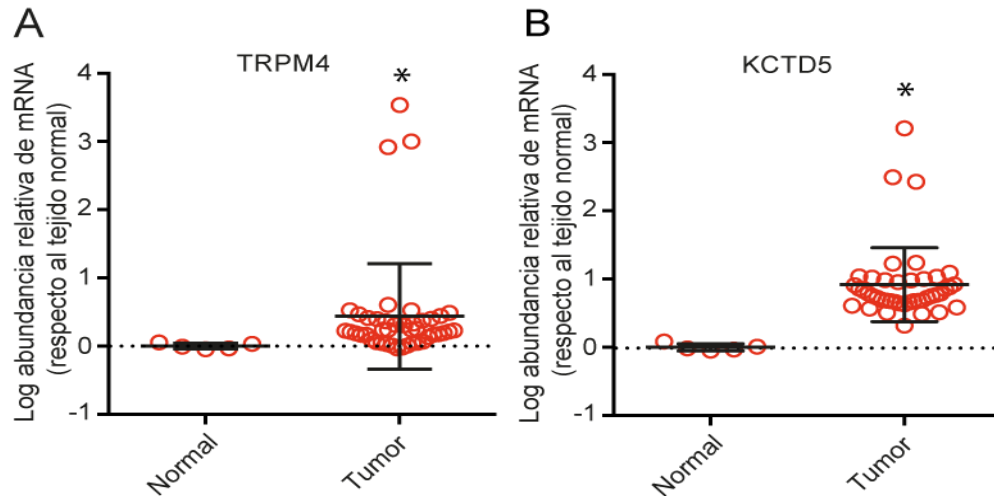 A
TRPM4
*
Log abundancia relativa de mRNA
(respecto al tejido normal)
4
3
2
1
0
-1
Normal
Tumor
B
KCTD5
*
Log abundancia relativa de mRNA
(respecto al tejido normal)
4
3
2
1
0
-1
Normal
Tumor